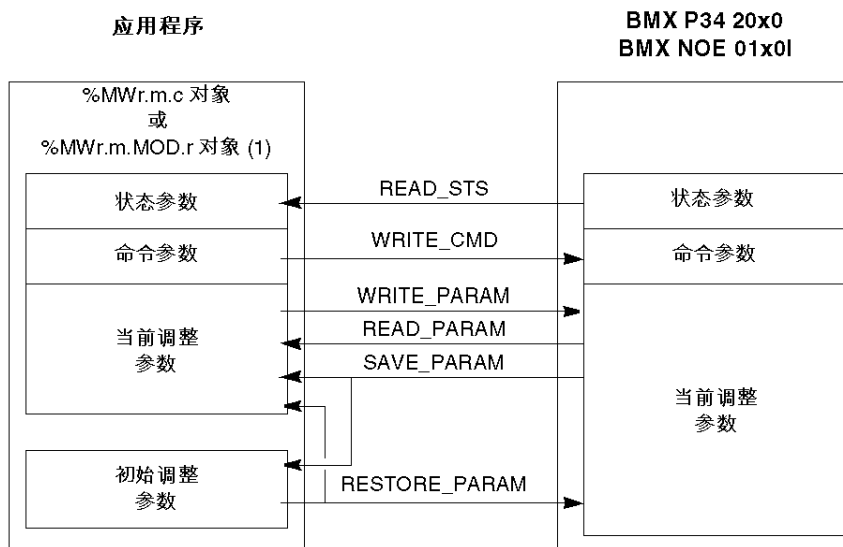 应用程序
BMX P34 20x0
BMX NOE 01x0I
%MWr.m.c 对象
或
%MWr.m.MOD.r 对象 (1)
状态参数
READ_STS
状态参数
命令参数
WRITE_CMD
命令参数
当前调整
参数
WRITE_PARAM
READ_PARAM
SAVE_PARAM
当前调整
参数
初始调整
参数
RESTORE_PARAM